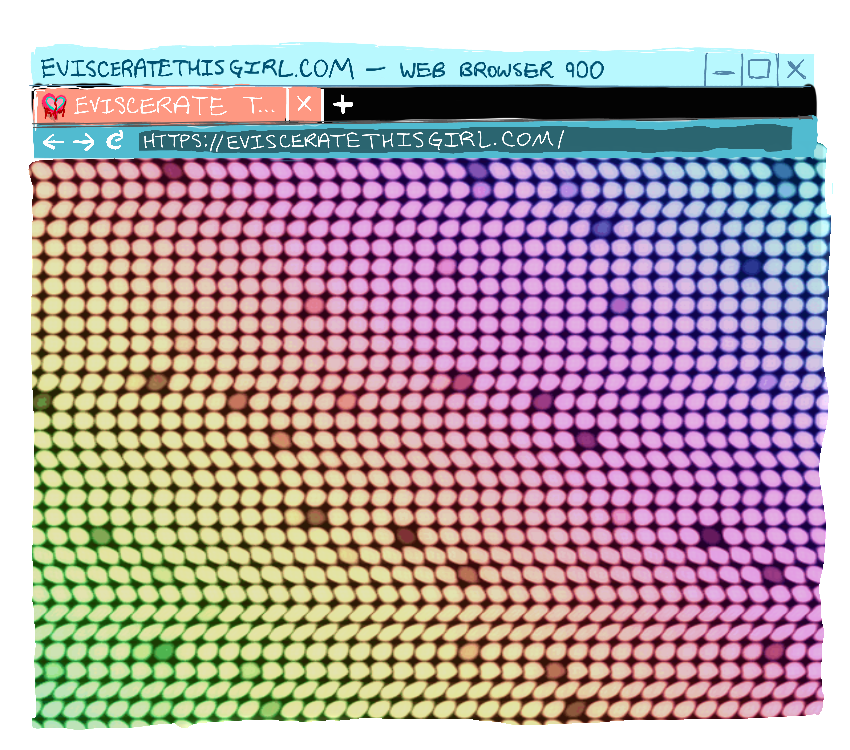 EVISCERATETHISGIRL.COM — WEB BROWSER 900
EVISCERATE T...
HTTPS://EVISCERATETHISGIRL.COM/